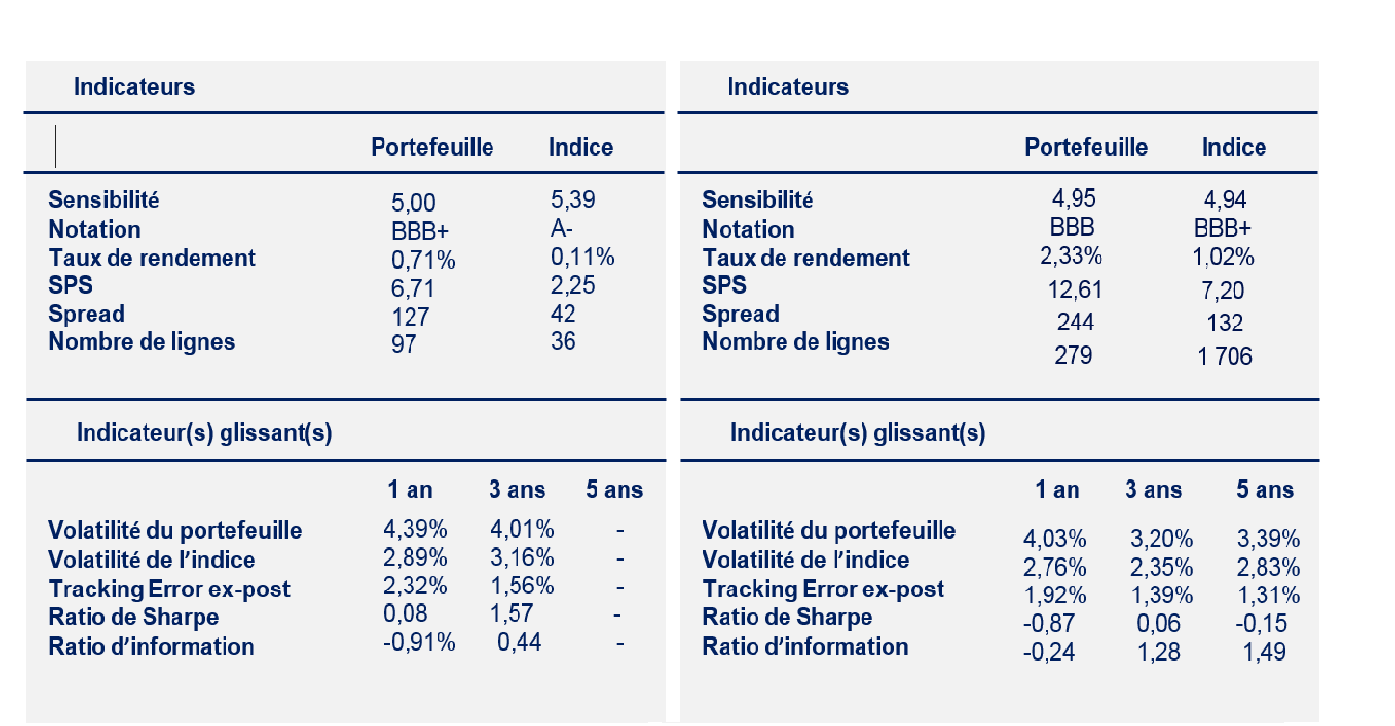 Indicateurs
Portefeuille Indice
Sensibilité 5,00 5,39
Notation BBB+ A-
Taux de rendement 0,71% 0,11%
SPS 6,71 2,25
Spread 127 42
Nombre de lignes 97 36
Indicateur(s) glissant(s)
1 an 3 ans 5 ans
Volatilité du portefeuille 4,39% 4,01% -
Volatilité de l’indice 2,89% 3,16% -
Tracking Error ex-post 2,32% 1,56% -
Ratio de Sharpe 0,08 1,57 -
Ratio d’information -0,91% 0,44 -
Indicateurs
Portefeuille Indice
Sensibilité 4,95 4,94
Notation BBB BBB+
Taux de rendement 2,33% 1,02%
SPS 12,61 7,20
Spread 244 132
Nombre de lignes 279 1 706
Indicateur(s) glissant(s)
1 an 3 ans 5 ans
Volatilité du portefeuille 4,03% 3,20% 3,39%
Volatilité de l’indice 2,76% 2,35% 2,83%
Tracking Error ex-post 1,92% 1,39% 1,31%
Ratio de Sharpe -0,87 0,06 -0,15
Ratio d’information -0,24 1,28 1,49